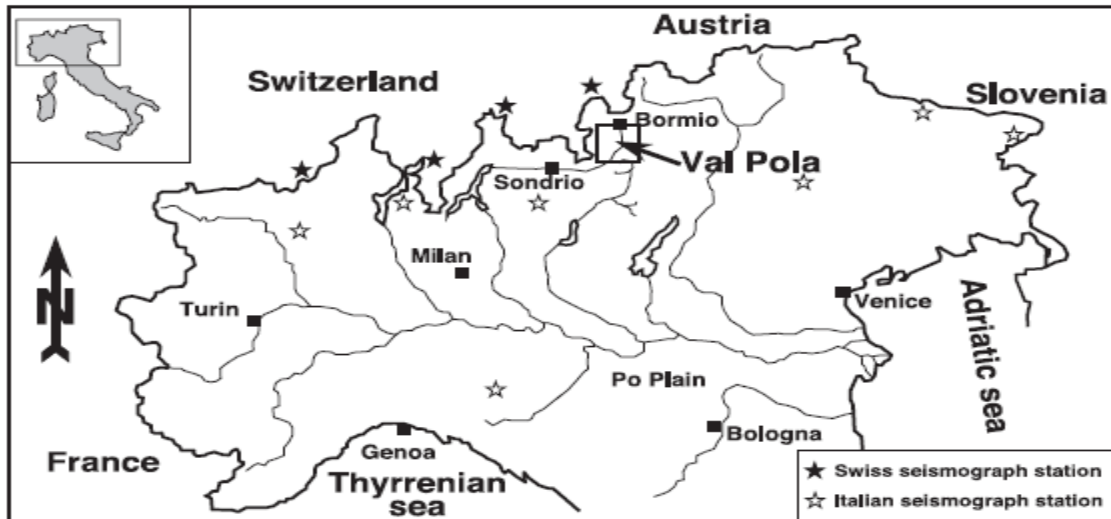 Austria
Switzerland
Slovenia
Bormio
Val Pola
Sondrio
Milan
Turin
Venice
Adriatic sea
Po Plain
Bologna
Genoa
France
Thyrrenian
sea
N
Swiss seismograph station
Italian seismograph station